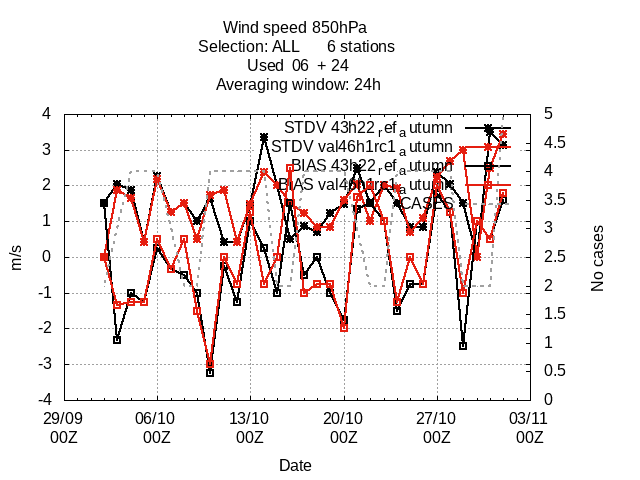 Wind speed 850hPa
Selection: ALL 6 stations
Used 06 + 24
Averaging window: 24h
STDV 43h22_ref_autumn
STDV val46h1rc1_autumn
BIAS 43h22_ref_autumn
BIAS val46h1rc1_autumn
CASES
4
3
2
1
0
-1
-2
-3
-4
m/s
5
4.5
4
3.5
3
2.5
2
1.5
1
0.5
0
No cases
29/09 06/10 13/10 20/10 27/10 03/11
00Z 00Z 00Z 00Z 00Z 00Z
Date